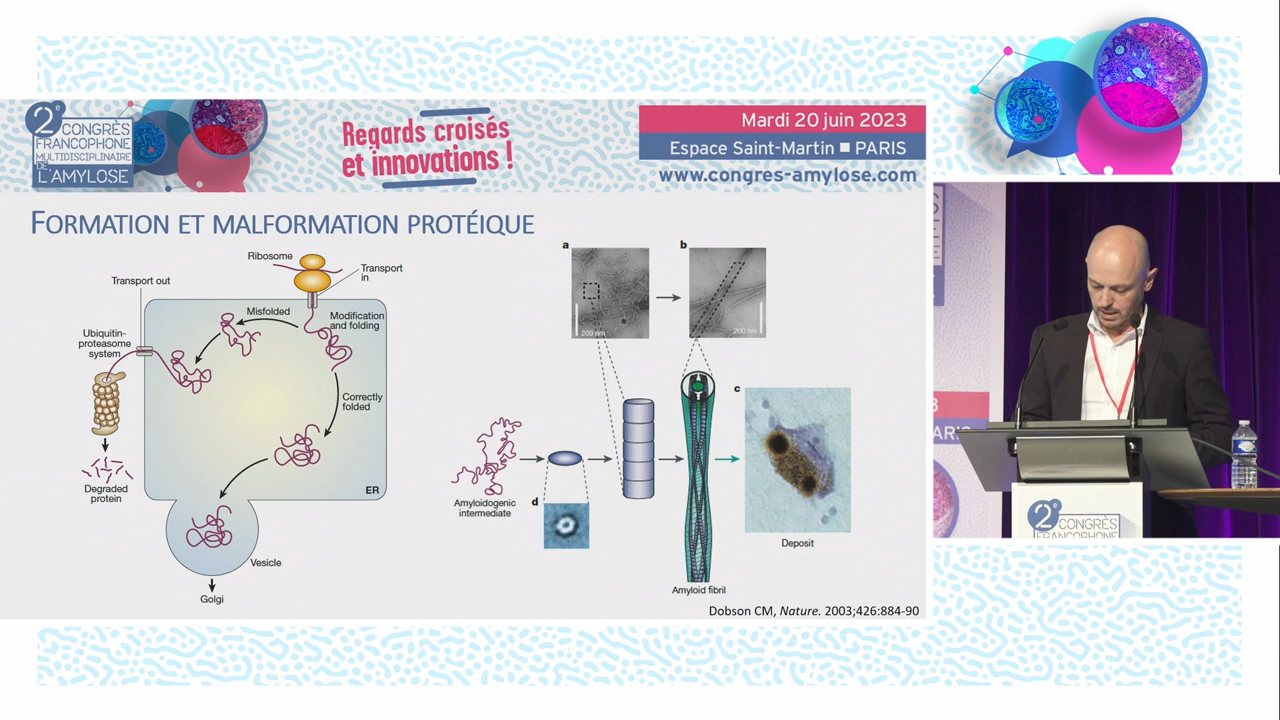 2e CONGRÈS
FRANCOPHONE
MULTIDISCIPLINAIRE
DE
L'AMYLOSE
Regards croisés
et innovations !
Mardi 20 juin 2023
Espace Saint-Martin ■ PARIS
www.congres-amylose.com
FORMATION ET MALFORMATION PROTÉIQUE
Ribosome
Transport
in
Transport out
Misfolded
Modification
and folding
Ubiquitin-
proteasome
system
Correctly
folded
Degraded
protein
ER
Vesicle
Golgi
a
200 nm
b
200 nm
c
Amyloidogenic
intermediate
d
Deposit
Amyloid fibril
Dobson CM, Nature. 2003;426:884-90
2e CONGRÈS
FRANCOPHONE